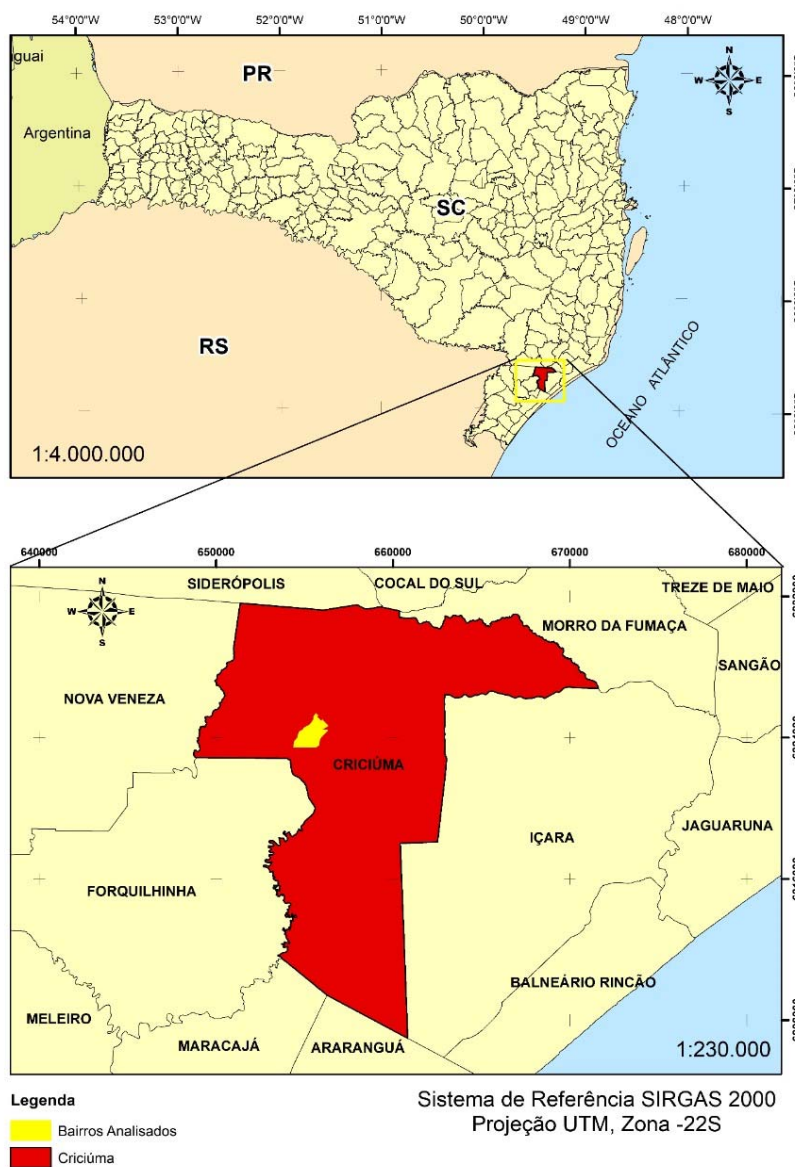 54°0'0"W 53°0'0"W 52°0'0"W 51°0'0"W 50°0'0"W 49°0'0"W 48°0'0"W
guai
PR
N
W E
S
Argentina
SC
RS
OCEANO ATLÂNTICO
1:4.000.000
640000 650000 660000 670000 680000
N
W E
S
SIDERÓPOLIS
COCAL DO SUL
TREZE DE MAIO
MORRO DA FUMAÇA
SANGÃO
NOVA VENEZA
CRICIÚMA
JAGUARUNA
IÇARA
FORQUILHINHA
BALNEÁRIO RINCÃO
MELEIRO
MARACAJÁ
ARARANGUÁ
1:230.000
Legenda
Bairros Analisados
Criciúma
Sistema de Referência SIRGAS 2000
Projeção UTM, Zona -22S